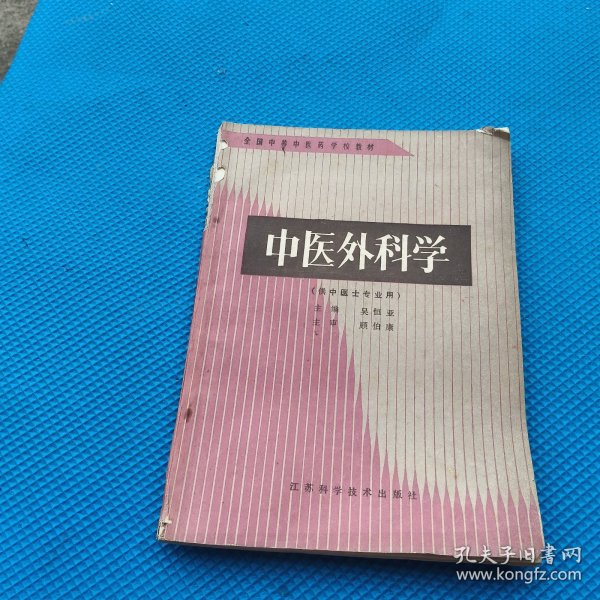 全国中等中医药学校教材
中医外科学
（供中医士专业用）
主编 吴恒亚
主审 顾伯康
江苏科学技术出版社
孔夫子旧書网
www.kongfz.com